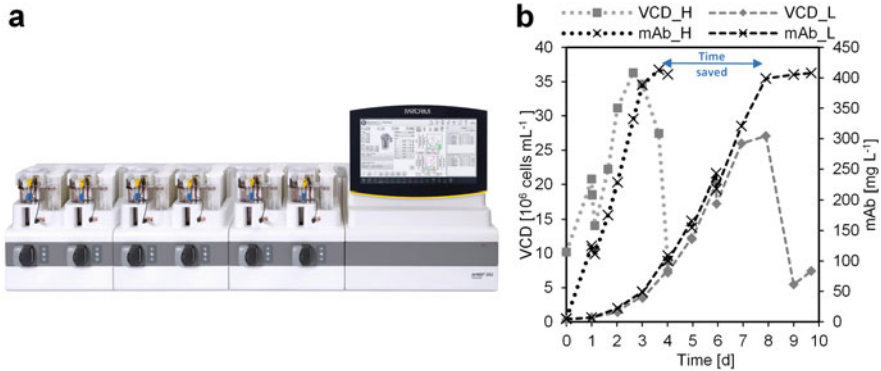 a
b
VCD_H
VCD_L
mAb_H
mAb_L
40
35
30
25
20
15
10
5
0
VCD [10⁶ cells mL⁻¹]
Time
saved
450
400
350
300
250
200
150
100
50
0
mAb [mg L⁻¹]
0 1 2 3 4 5 6 7 8 9 10
Time [d]